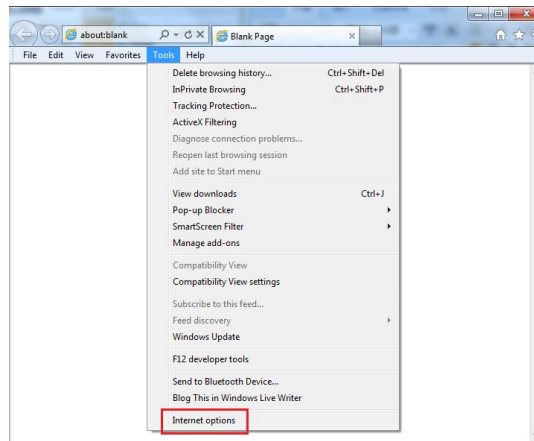 about:blank
Blank Page
File Edit View Favorites Tools Help
Delete browsing history... Ctrl+Shift+Del
InPrivate Browsing Ctrl+Shift+P
Tracking Protection...
ActiveX Filtering
Diagnose connection problems...
Reopen last browsing session
Add site to Start menu
View downloads Ctrl+J
Pop-up Blocker
SmartScreen Filter
Manage add-ons
Compatibility View
Compatibility View settings
Subscribe to this feed...
Feed discovery
Windows Update
F12 developer tools
Send to Bluetooth Device...
Blog This in Windows Live Writer
Internet options